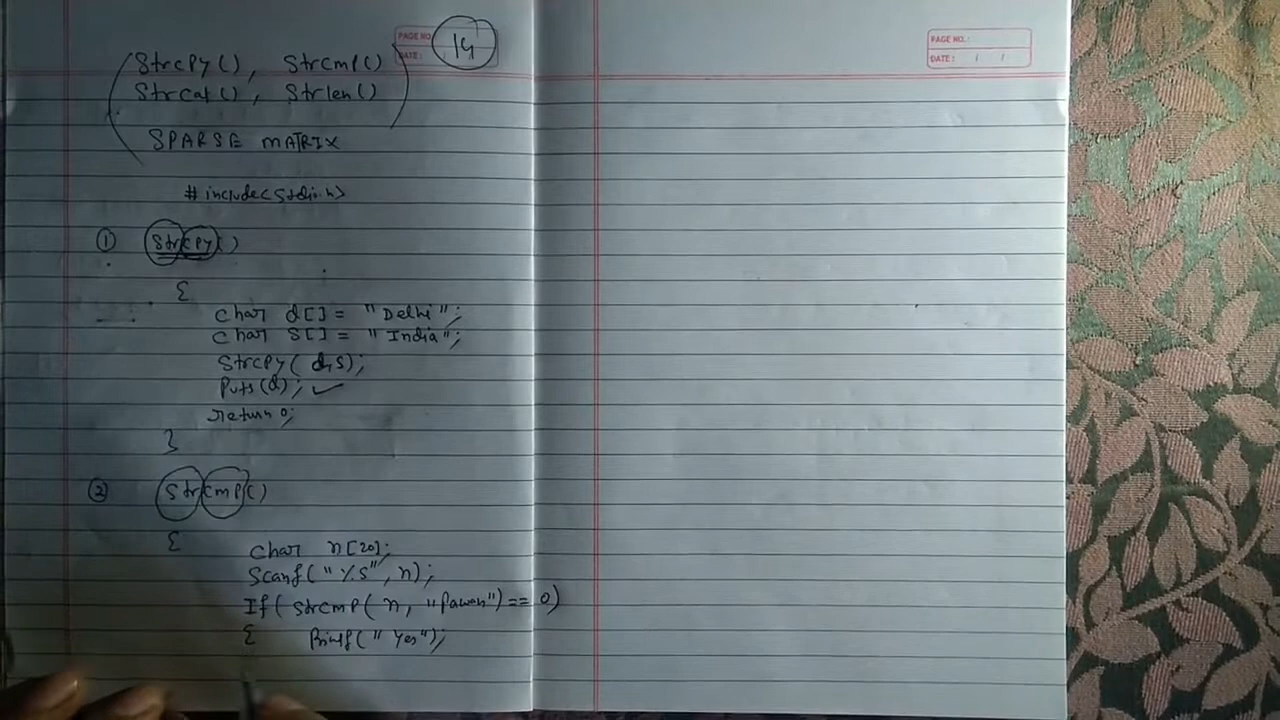 PAGE NO.
DATE:
14
PAGE NO.:
DATE: / /
Strcpy(), Strcmp()
Strcat(), Strlen()
SPARSE MATRIX
#include<stdio.h>
① Strcpy()
{
Char d[] = "Delhi";
Char S[] = "India";
Strcpy(d,s);
Puts(d); ✓
return 0;
}
② Strcmp()
{
Char n[20];
Scanf("%s", n);
If( strcmp( n, "Pawan") == 0)
{ Printf("Yes");